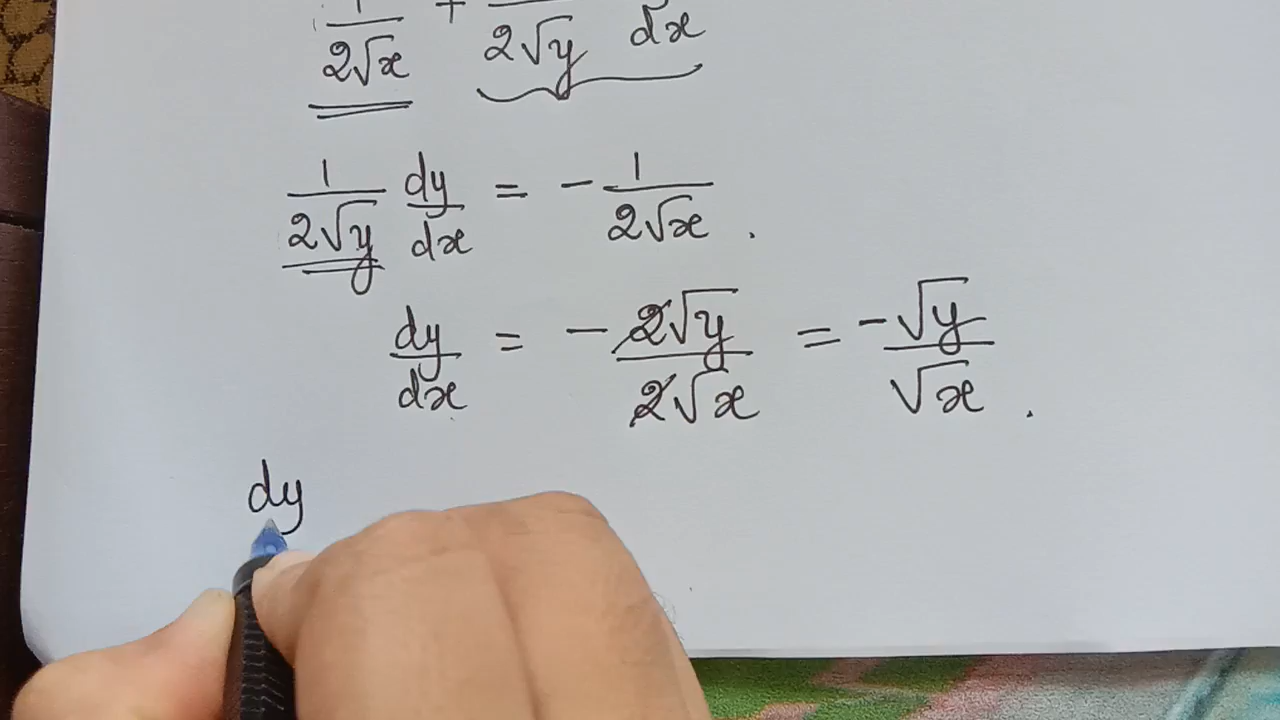 1/2√x + 1/2√y dy/dx
1/2√y dy/dx = - 1/2√x .
dy/dx = - 2√y/2√x = -√y/√x .
dy